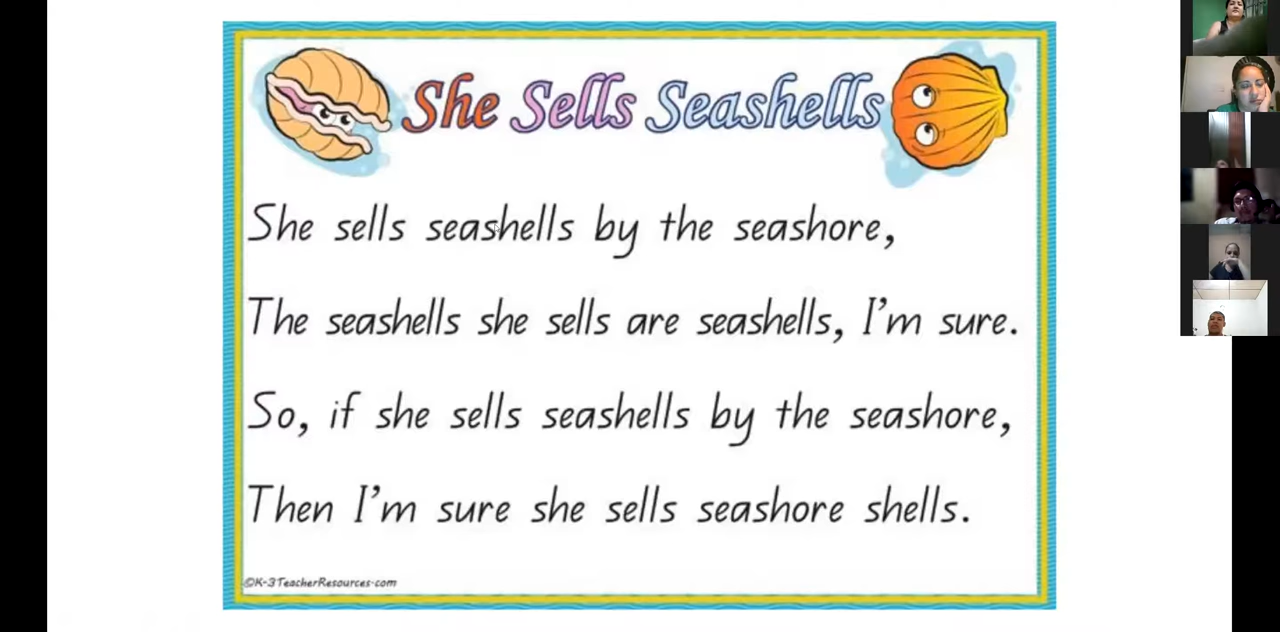 She Sells Seashells
She sells seashells by the seashore,
The seashells she sells are seashells, I'm sure.
So, if she sells seashells by the seashore,
Then I'm sure she sells seashore shells.
©K-3TeacherResources.com